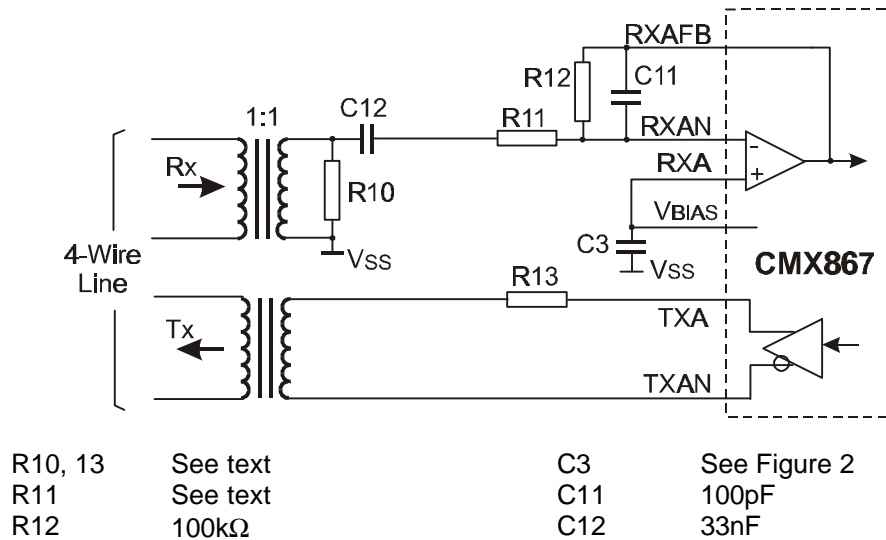 RXAFB
R12
C11
1:1
C12
R11
RXAN
-
Rx
RXA
+
R10
VBIAS
C3
VSS
VSS
CMX867
4-Wire
Line
R13
TXA
Tx
TXAN
R10, 13 See text C3 See Figure 2
R11 See text C11 100pF
R12 100kΩ C12 33nF